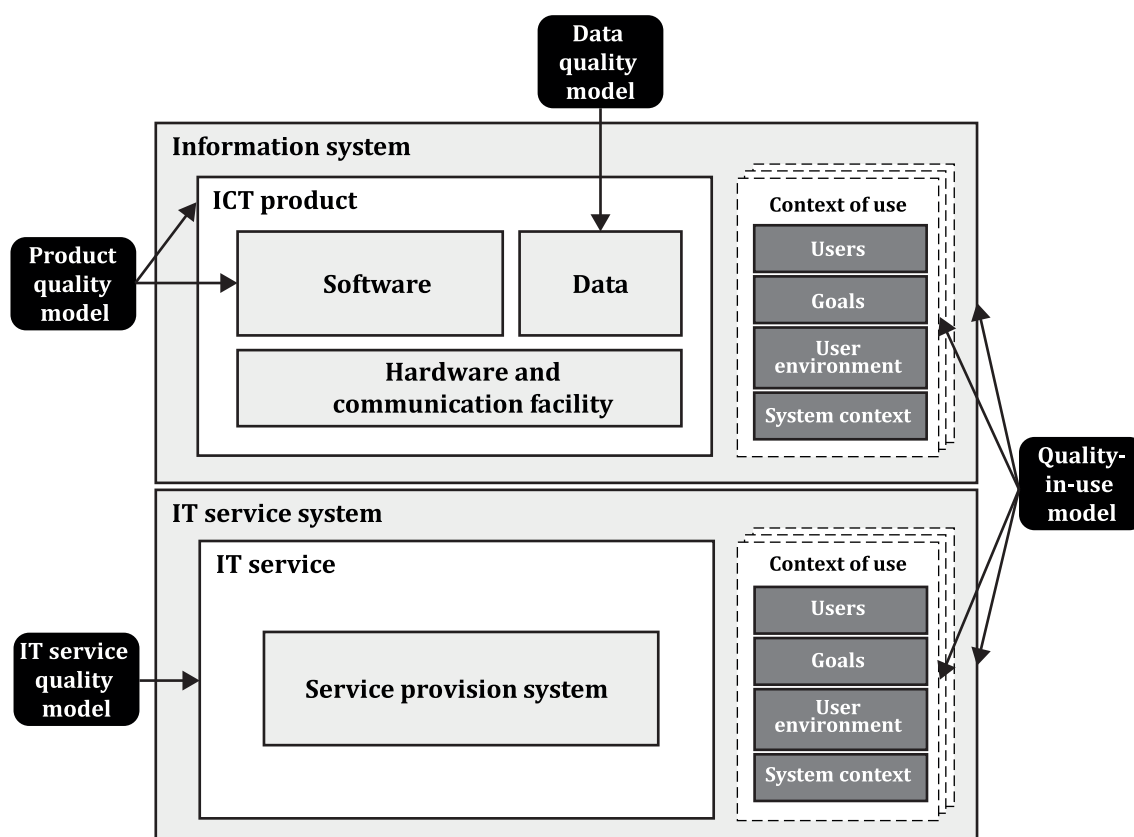 Data
quality
model
Information system
ICT product
Context of use
Product
quality
model
Software
Data
Users
Goals
User
environment
Hardware and
communication facility
System context
Quality-
in-use
model
IT service system
IT service
Context of use
Users
IT service
quality
model
Service provision system
Goals
User
environment
System context